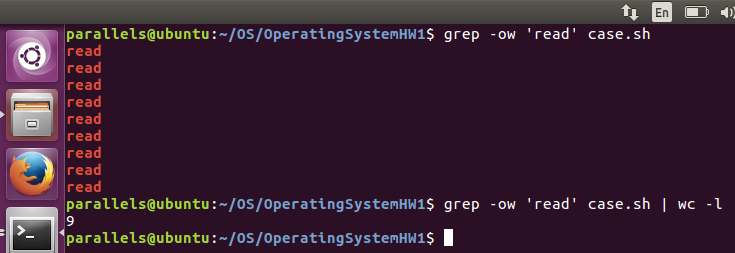 En
parallels@ubuntu:~/OS/OperatingSystemHW1$ grep -ow 'read' case.sh
read
read
read
read
read
read
read
read
read
parallels@ubuntu:~/OS/OperatingSystemHW1$ grep -ow 'read' case.sh | wc -l
9
parallels@ubuntu:~/OS/OperatingSystemHW1$